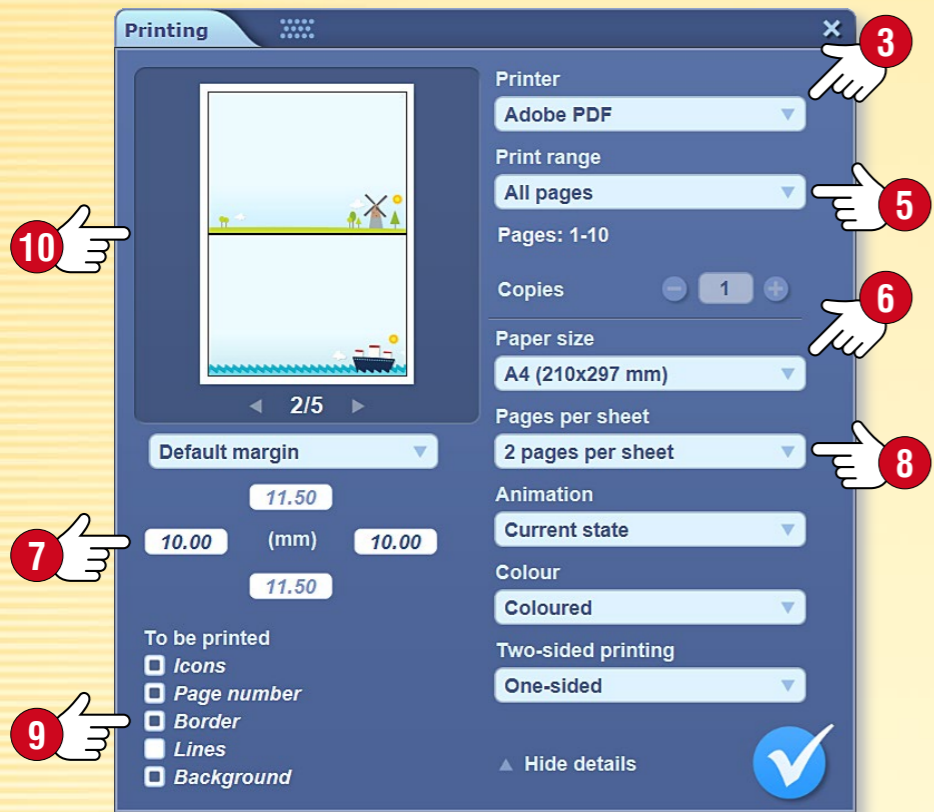 Printing
3
Printer
Adobe PDF
Print range
All pages
5
Pages: 1-10
10
Copies
1
6
Paper size
A4 (210x297 mm)
2/5
Pages per sheet
2 pages per sheet
8
Default margin
11.50
10.00
(mm)
10.00
11.50
7
Animation
Current state
Colour
Coloured
To be printed
Icons
Page number
Border
Lines
Background
9
Two-sided printing
One-sided
Hide details